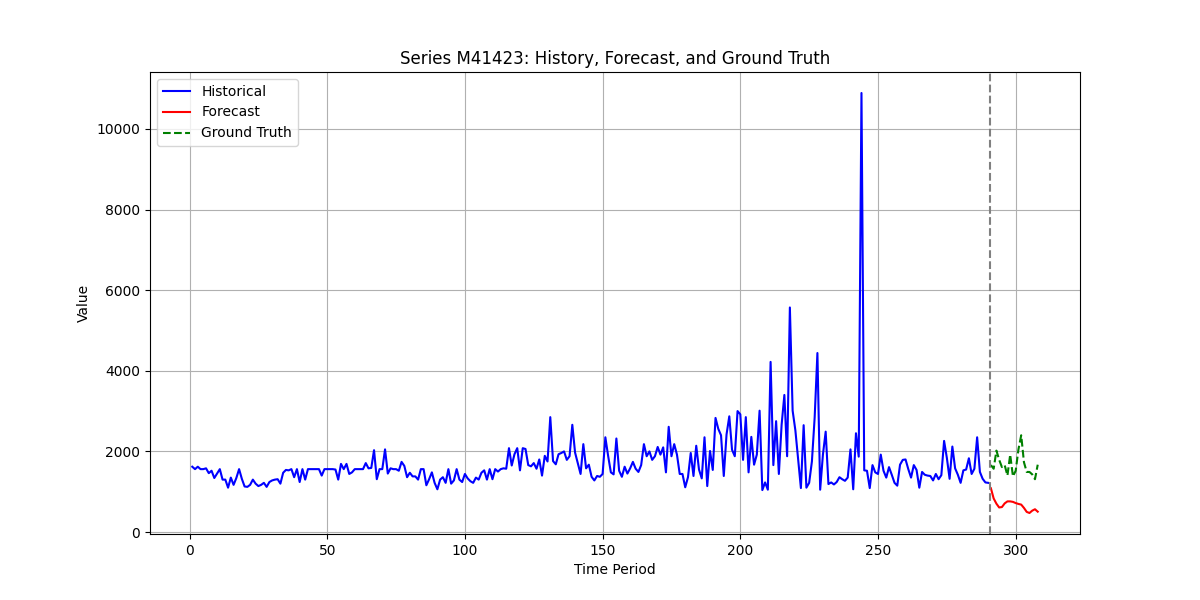 Series M41423: History, Forecast, and Ground Truth
Historical
Forecast
Ground Truth
10000
8000
6000
4000
2000
0
Value
0 50 100 150 200 250 300
Time Period